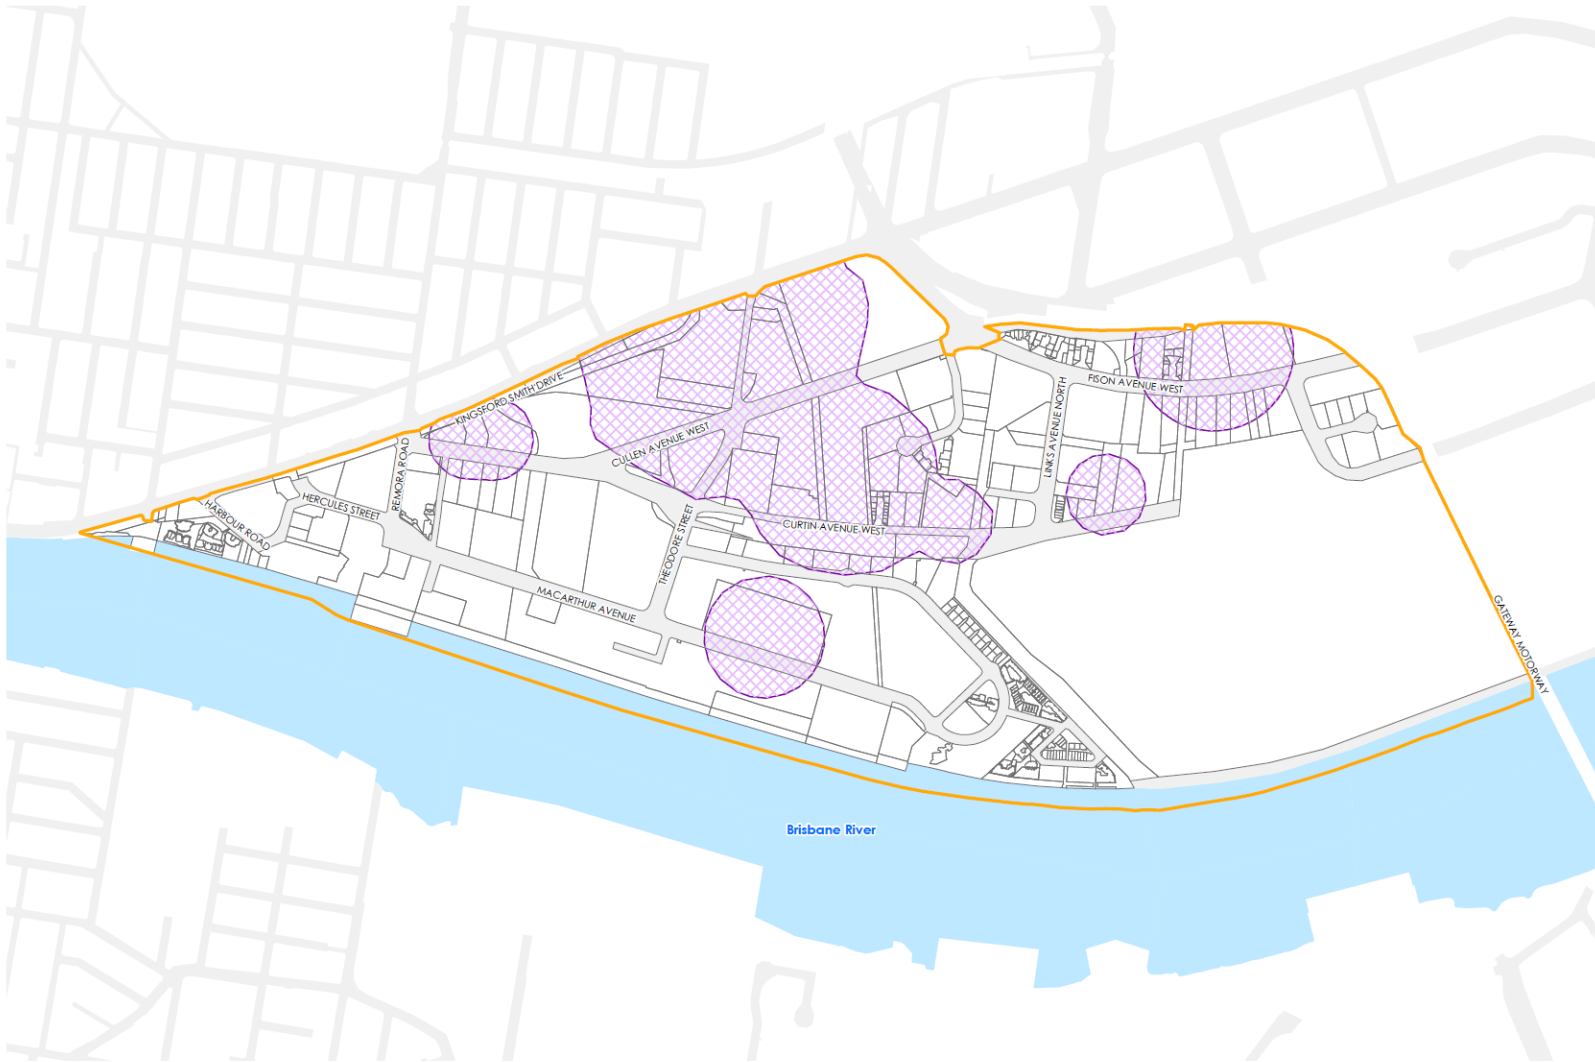 KINGSFORD SMITH DRIVE
FISON AVENUE WEST
LINKS AVENUE NORTH
CULLEN AVENUE WEST
REMORA ROAD
HERCULES STREET
HARBOUR ROAD
CURTIN AVENUE WEST
THEODORE STREET
MACARTHUR AVENUE
GATEWAY MOTORWAY
Brisbane River